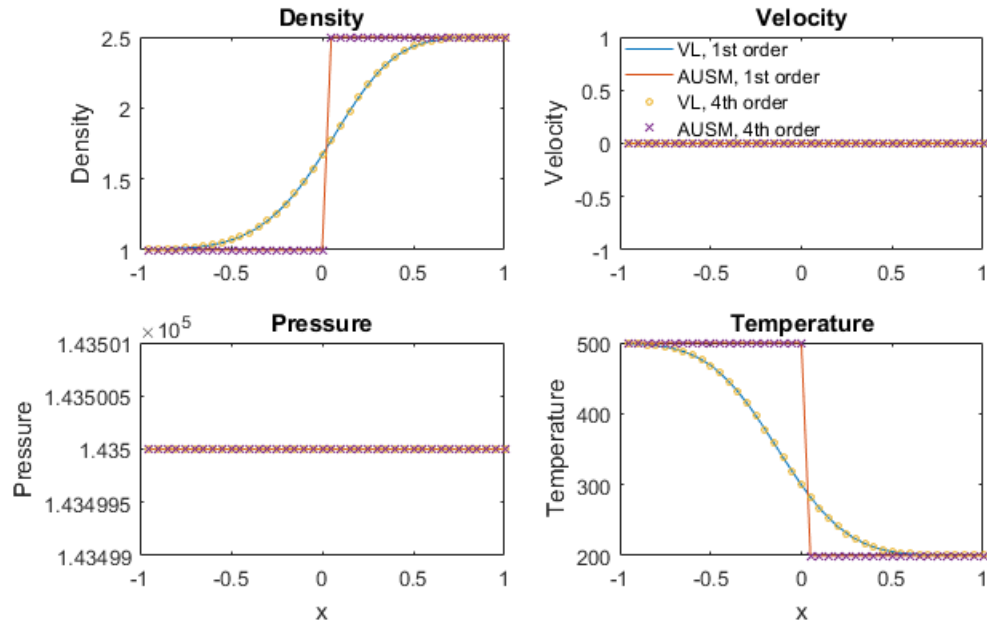 Density
2.5
2
1.5
1
Density
-1 -0.5 0 0.5 1
Velocity
1
0.5
0
-0.5
-1
Velocity
VL, 1st order
AUSM, 1st order
VL, 4th order
AUSM, 4th order
-1 -0.5 0 0.5 1
Pressure
× 10^5
1.43501
1.435005
1.435
1.434995
1.43499
Pressure
-1 -0.5 0 0.5 1
x
Temperature
500
400
300
200
Temperature
-1 -0.5 0 0.5 1
x